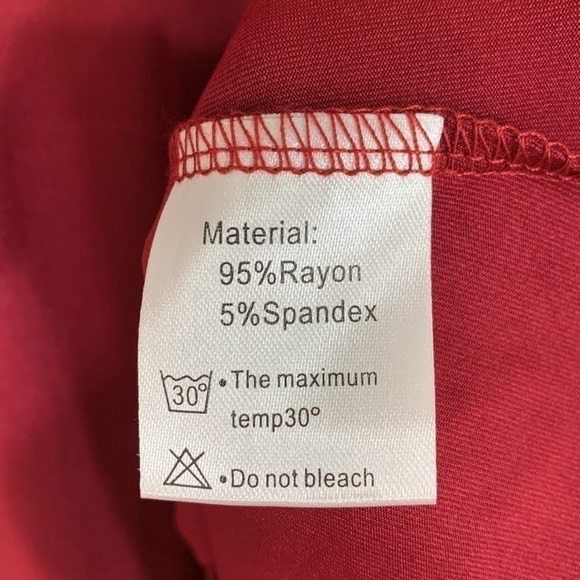 Material:
95%Rayon
5%Spandex
30° •The maximum
temp30°
•Do not bleach